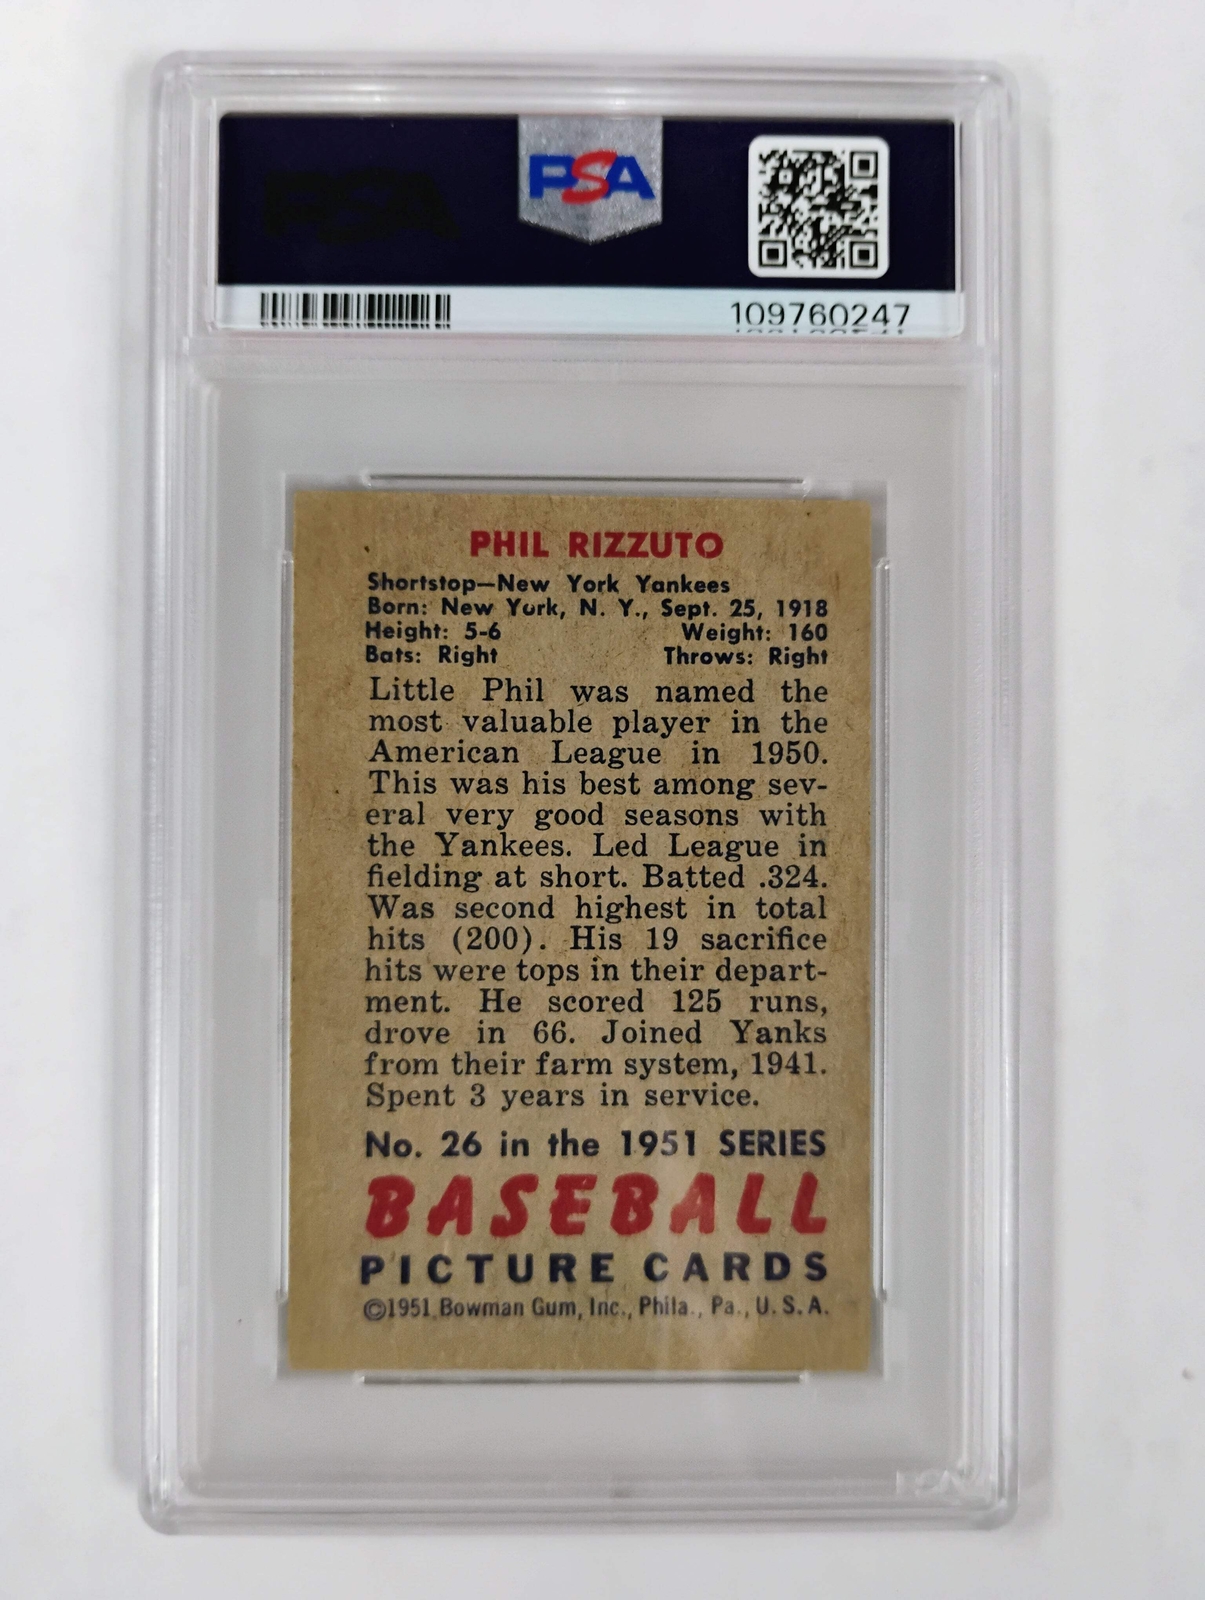 PSA
109760247
PHIL RIZZUTO
Shortstop—New York Yankees
Born: New York, N. Y., Sept. 25, 1918
Height: 5-6 Weight: 160
Bats: Right Throws: Right
Little Phil was named the
most valuable player in the
American League in 1950.
This was his best among sev-
eral very good seasons with
the Yankees. Led League in
fielding at short. Batted .324.
Was second highest in total
hits (200). His 19 sacrifice
hits were tops in their depart-
ment. He scored 125 runs,
drove in 66. Joined Yanks
from their farm system, 1941.
Spent 3 years in service.
No. 26 in the 1951 SERIES
BASEBALL
PICTURE CARDS
©1951 Bowman Gum, Inc., Phila., Pa., U. S. A.
PSA